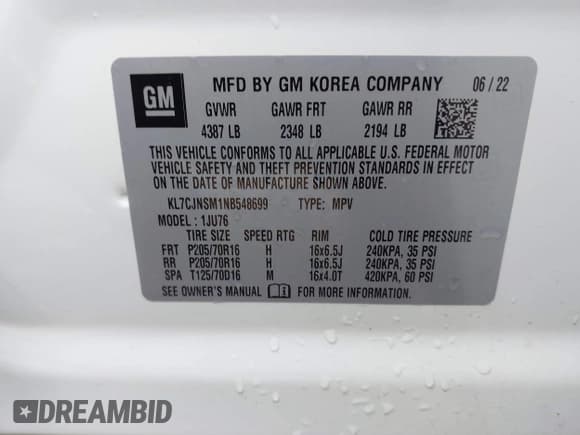 GM
MFD BY GM KOREA COMPANY 06 / 22
GVWR GAWR FRT GAWR RR
4387 LB 2348 LB 2194 LB
THIS VEHICLE CONFORMS TO ALL APPLICABLE U.S. FEDERAL MOTOR
VEHICLE SAFETY AND THEFT PREVENTION STANDARDS IN EFFECT
ON THE DATE OF MANUFACTURE SHOWN ABOVE.
KL7CJNSM1NB548699 TYPE: MPV
MODEL : 1JU76
TIRE SIZE SPEED RTG RIM COLD TIRE PRESSURE
FRT P205/70R16 H 16x6.5J 240KPA, 35 PSI
RR P205/70R16 H 16x6.5J 240KPA, 35 PSI
SPA T125/70D16 M 16x4.0T 420KPA, 60 PSI
SEE OWNER'S MANUAL FOR MORE INFORMATION.
DREAMBID